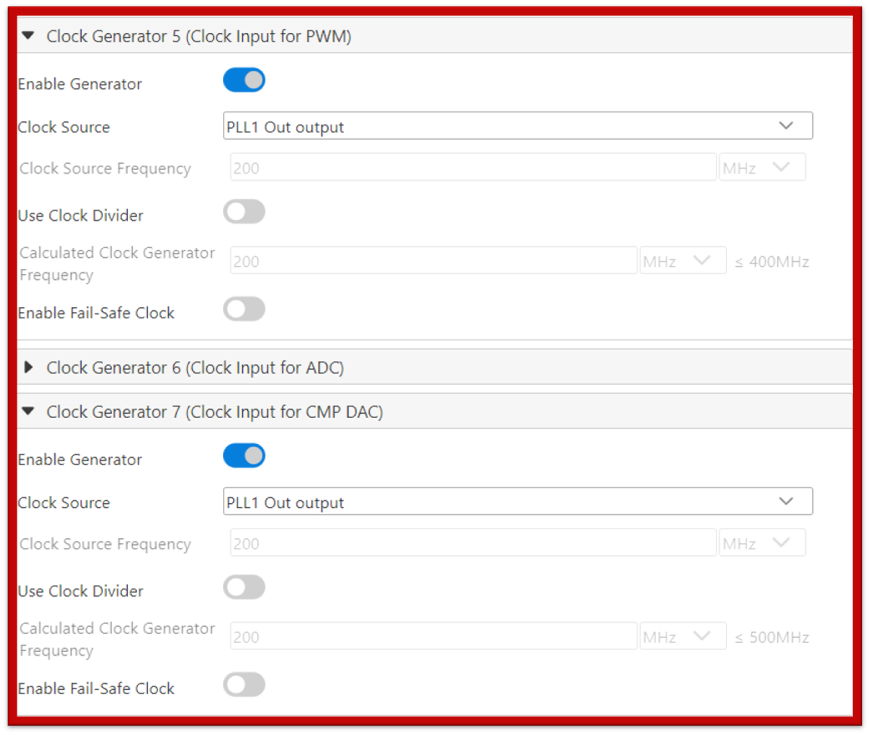 Clock Generator 5 (Clock Input for PWM)
Enable Generator
Clock Source PLL1 Out output
Clock Source Frequency 200 MHz
Use Clock Divider
Calculated Clock Generator
Frequency 200 MHz ≤ 400MHz
Enable Fail-Safe Clock
Clock Generator 6 (Clock Input for ADC)
Clock Generator 7 (Clock Input for CMP DAC)
Enable Generator
Clock Source PLL1 Out output
Clock Source Frequency 200 MHz
Use Clock Divider
Calculated Clock Generator
Frequency 200 MHz ≤ 500MHz
Enable Fail-Safe Clock